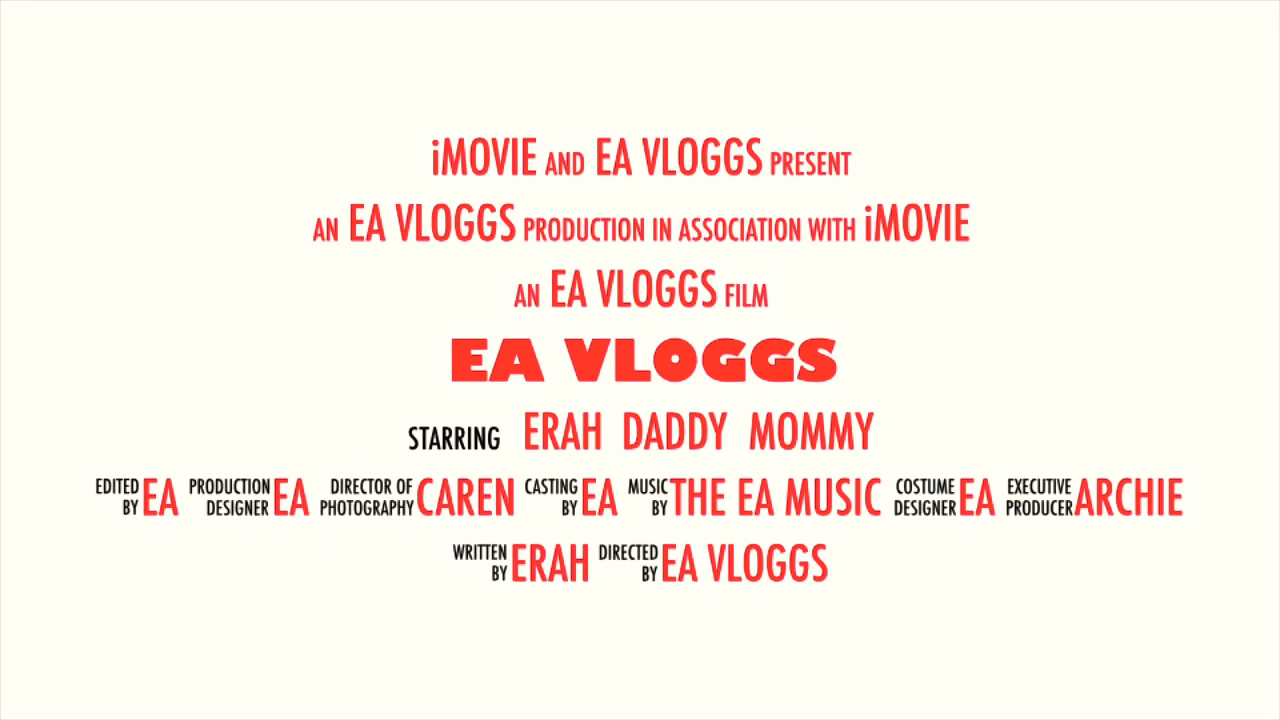 iMOVIE AND EA VLOGGS PRESENT
AN EA VLOGGS PRODUCTION IN ASSOCIATION WITH iMOVIE
AN EA VLOGGS FILM
EA VLOGGS
STARRING ERAH DADDY MOMMY
EDITED BY EA PRODUCTION DESIGNER EA DIRECTOR OF PHOTOGRAPHY CAREN CASTING BY EA MUSIC BY THE EA MUSIC COSTUME DESIGNER EA EXECUTIVE PRODUCER ARCHIE
WRITTEN BY ERAH DIRECTED BY EA VLOGGS